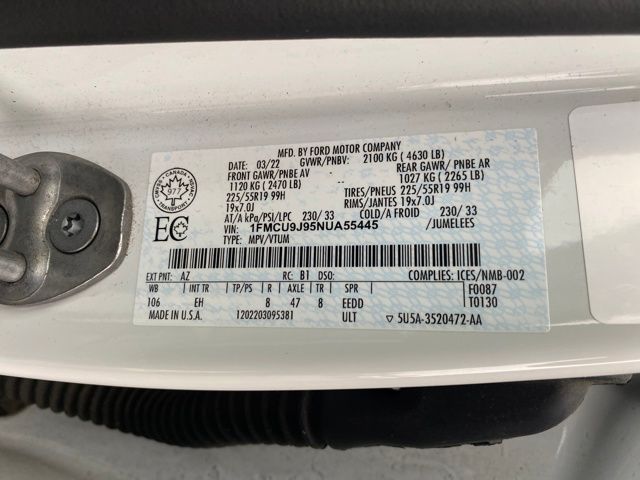 MFD. BY FORD MOTOR COMPANY
DATE: 03/22 GVWR/PNBV: 2100 KG ( 4630 LB)
FRONT GAWR/PNBE AV REAR GAWR/ PNBE AR
1120 KG ( 2470 LB) 1027 KG ( 2265 LB)
225/55R19 99H TIRES/PNEUS 225/55R19 99H
19x7.0J RIMS/JANTES 19x7.0J
AT/A kPa/PSI/LPC 230/ 33 COLD/A FROID 230/ 33
CANADA
977
TRANSPORT
EC
VIN: 1FMCU9J95NUA55445 /JUMELEES
TYPE: MPV/VTUM
EXT PNT: AZ RC: B1 DSO: COMPLIES: ICES/NMB-002
WB INT TR TP/PS R AXLE TR SPR F0087
106 EH 8 47 8 EEDD T0130
MADE IN U.S.A. 1202203095381 ULT 5U5A-3520472-AA